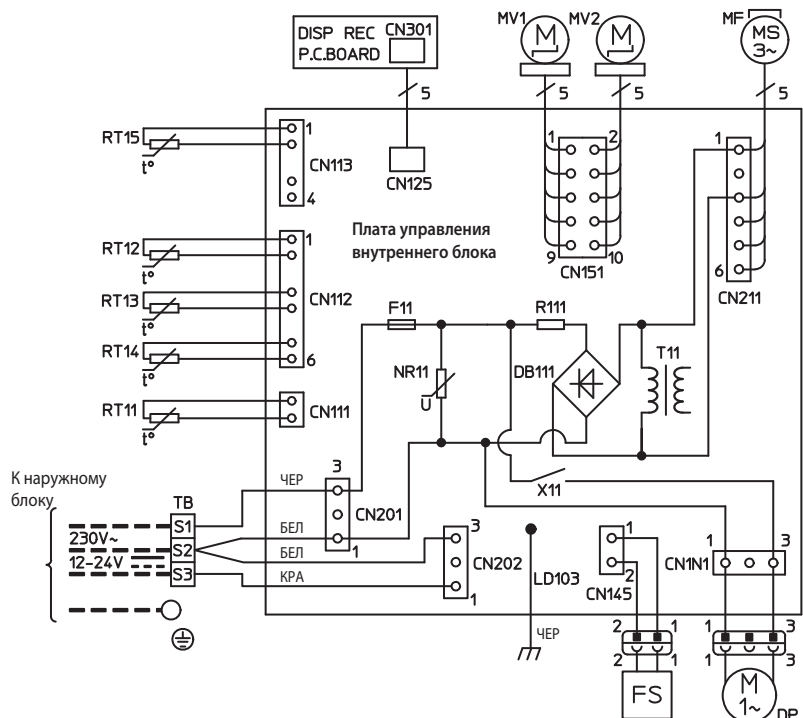 DISP REC CN301
P.C.BOARD
MV1
M
MV2
M
MF
MS
3~
5
5
5
5
RT15
t°
1
CN113
4
CN125
1
2
9
10
CN151
1
6
CN211
Плата управления
внутреннего блока
RT12
t°
1
RT13
t°
CN112
RT14
t°
6
RT11
t°
CN111
F11
R111
NR11
U
DB111
T11
X11
К наружному
блоку
TB
S1
230V~
S2
12-24V
S3
ЧЕР
БЕЛ
БЕЛ
КРА
3
CN201
1
3
CN202
1
LD103
ЧЕР
1
2
CN145
1
3
CN1N1
2
1
2
1
FS
1
3
1
3
M
1~
DP